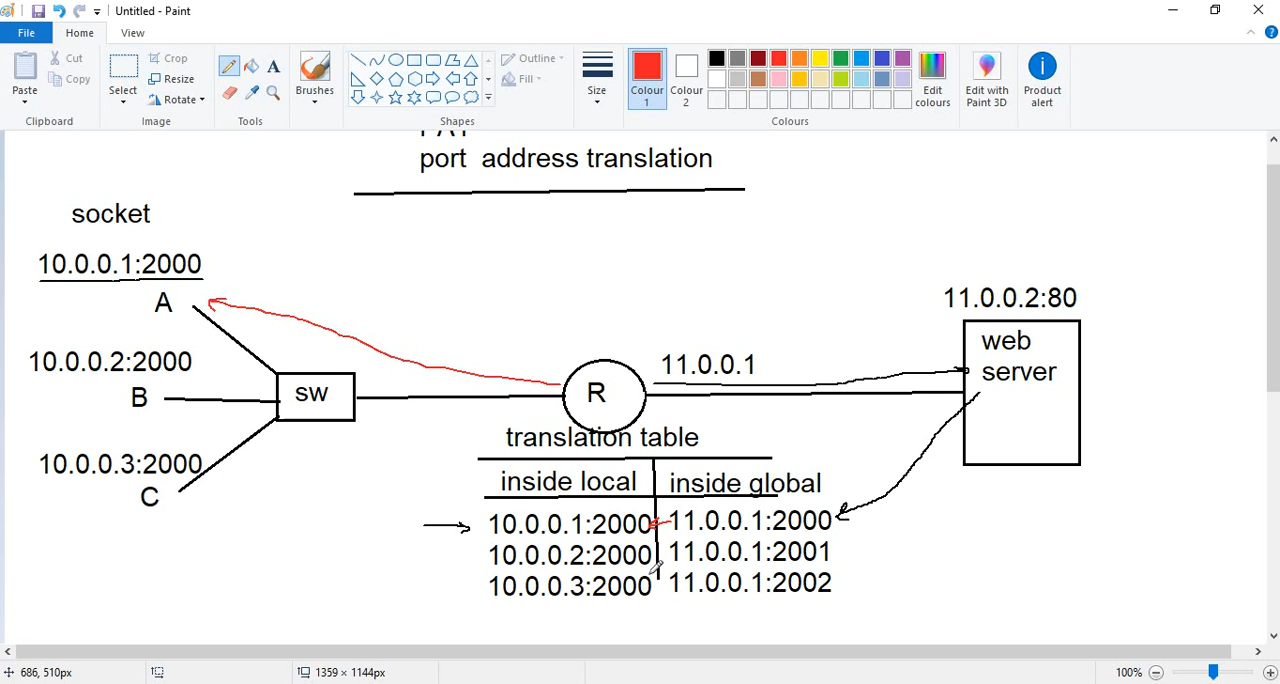 Untitled - Paint
File Home View
Paste
Cut
Copy
Clipboard
Select
Crop
Resize
Rotate
Image
A
Tools
Brushes
Shapes
Outline
Fill
Size
Colour 1
Colour 2
Edit colours
Colours
Edit with Paint 3D
Product alert
PAT
port address translation
socket
10.0.0.1:2000
A
10.0.0.2:2000
B
10.0.0.3:2000
C
sw
R
11.0.0.1
11.0.0.2:80
web
server
translation table
inside local inside global
10.0.0.1:2000 11.0.0.1:2000
10.0.0.2:2000 11.0.0.1:2001
10.0.0.3:2000 11.0.0.1:2002
686, 510px
1359 × 1144px
100%